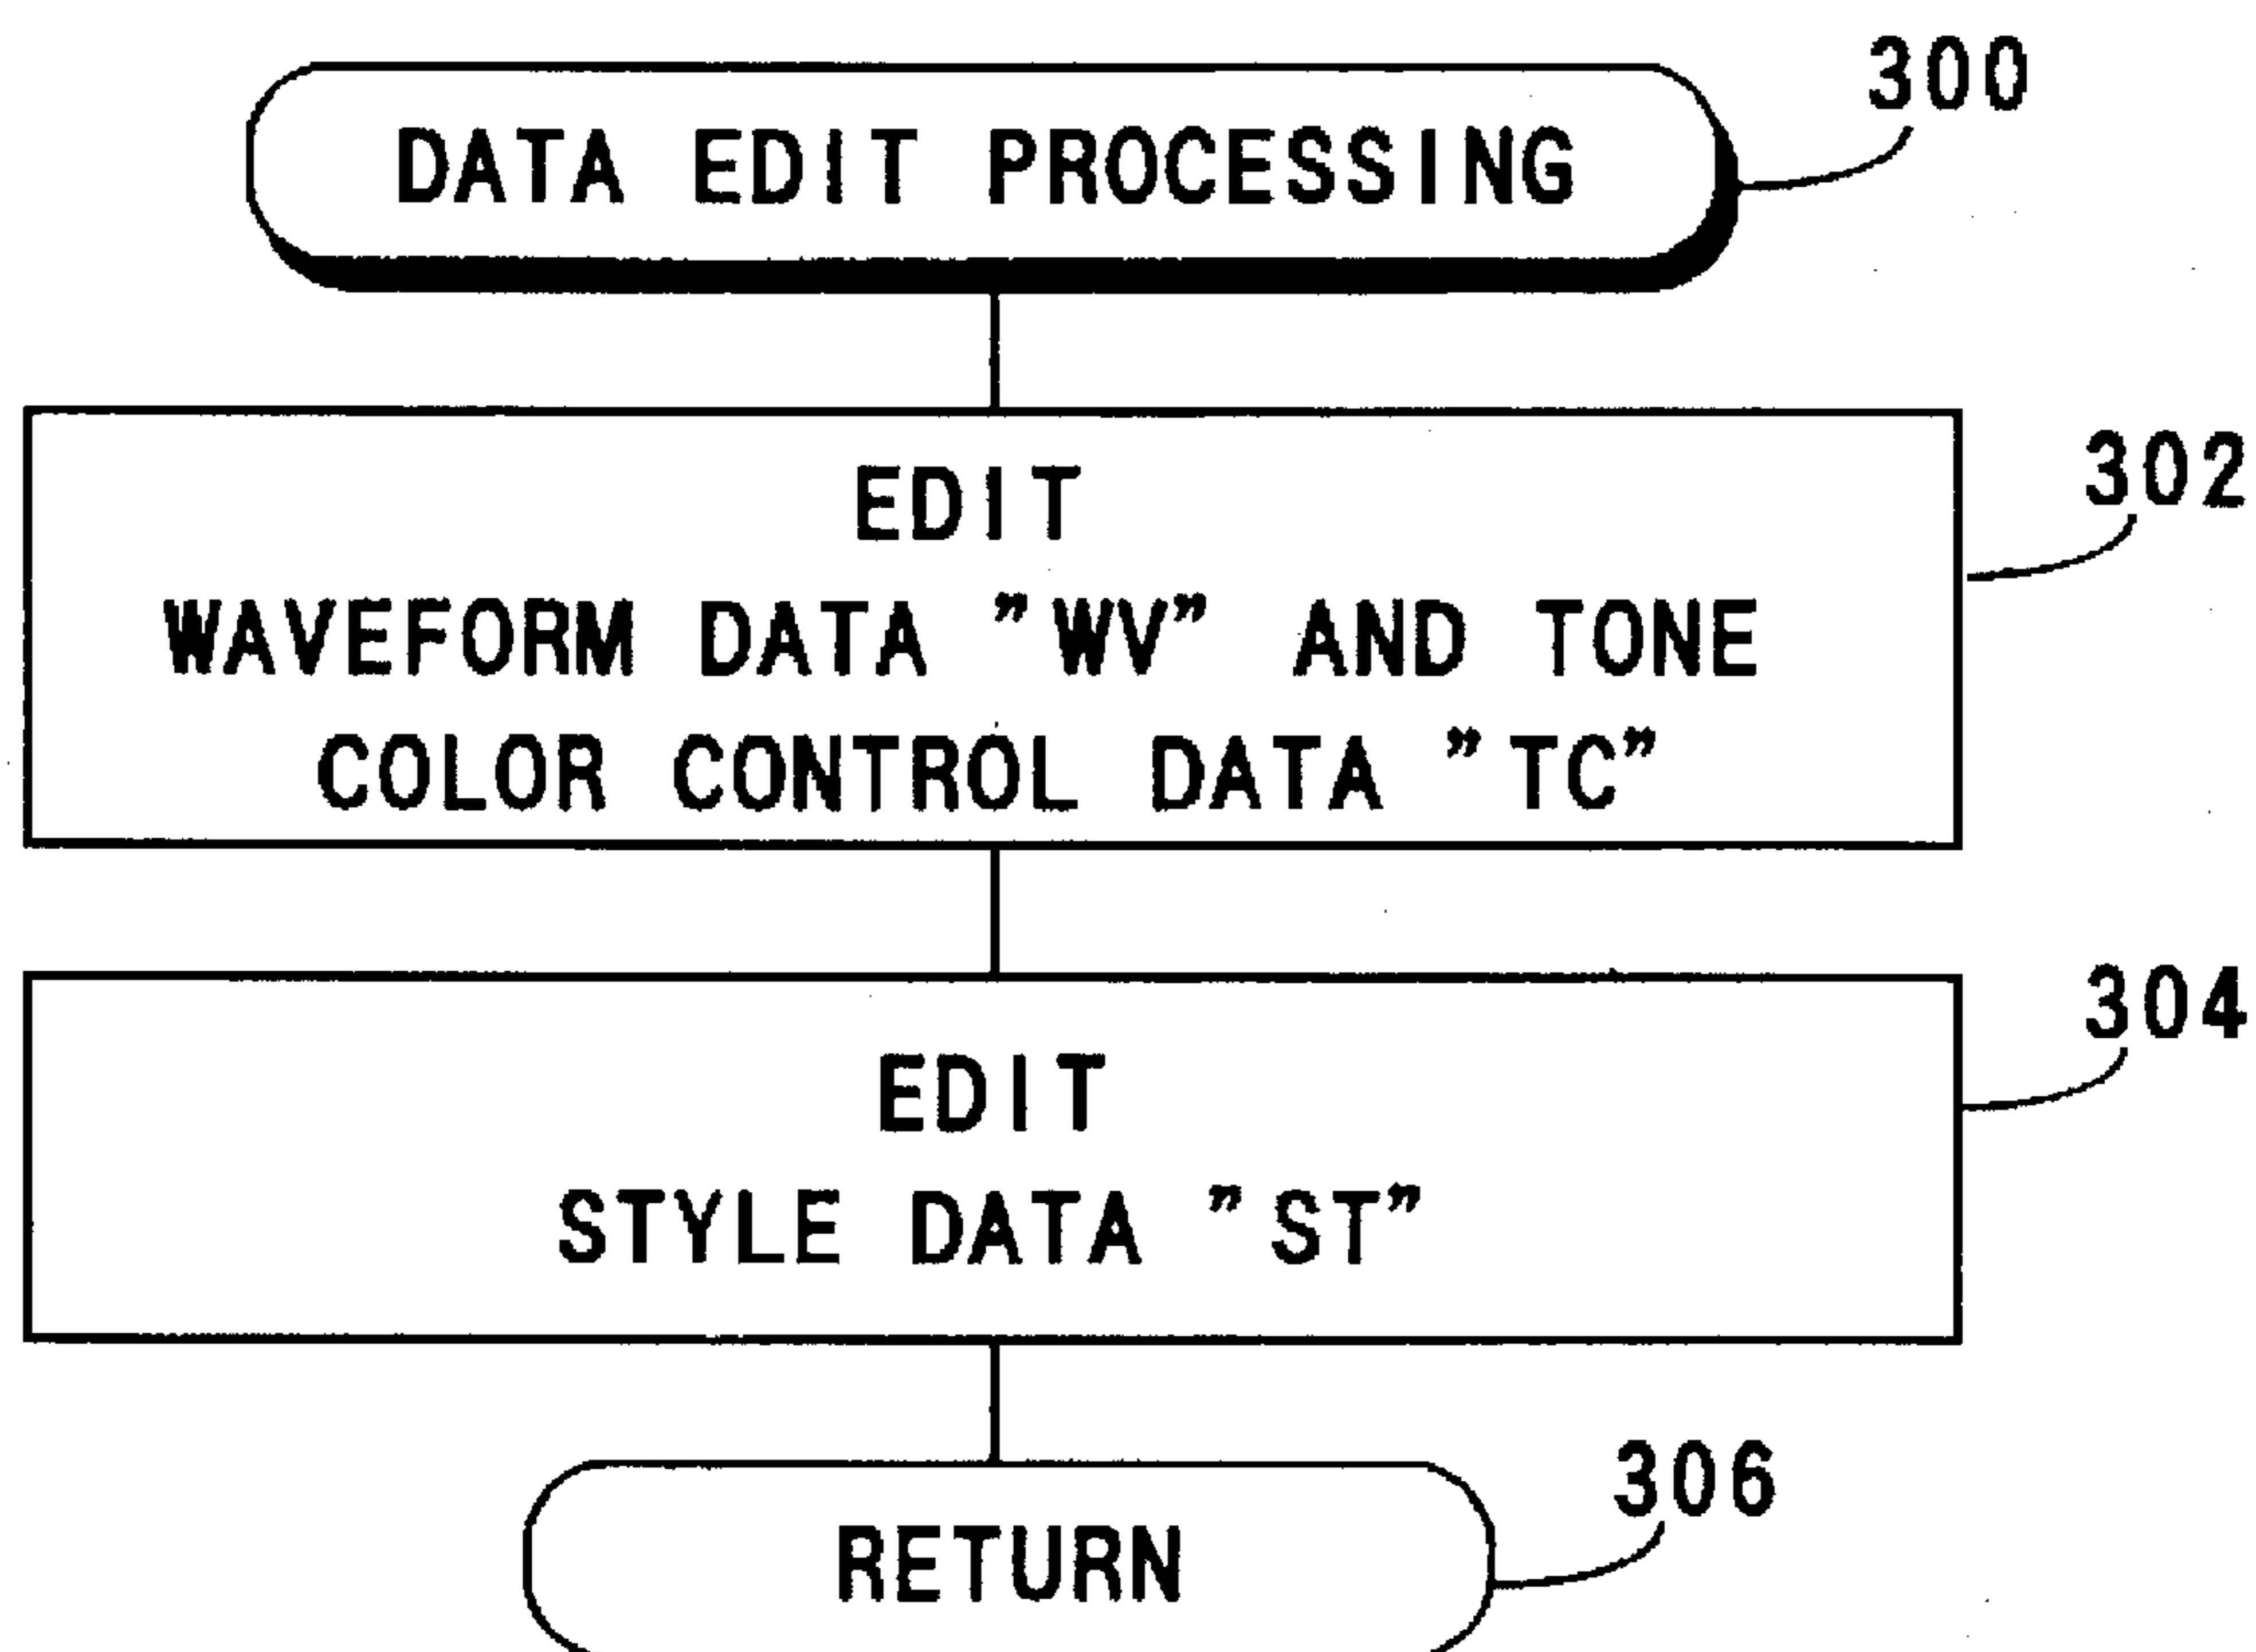 300
DATA EDIT PROCESSING
302
EDIT
WAVEFORM DATA ”WV” AND TONE
COLOR CONTROL DATA ”TC”
304
EDIT
STYLE DATA ”ST”
306
RETURN